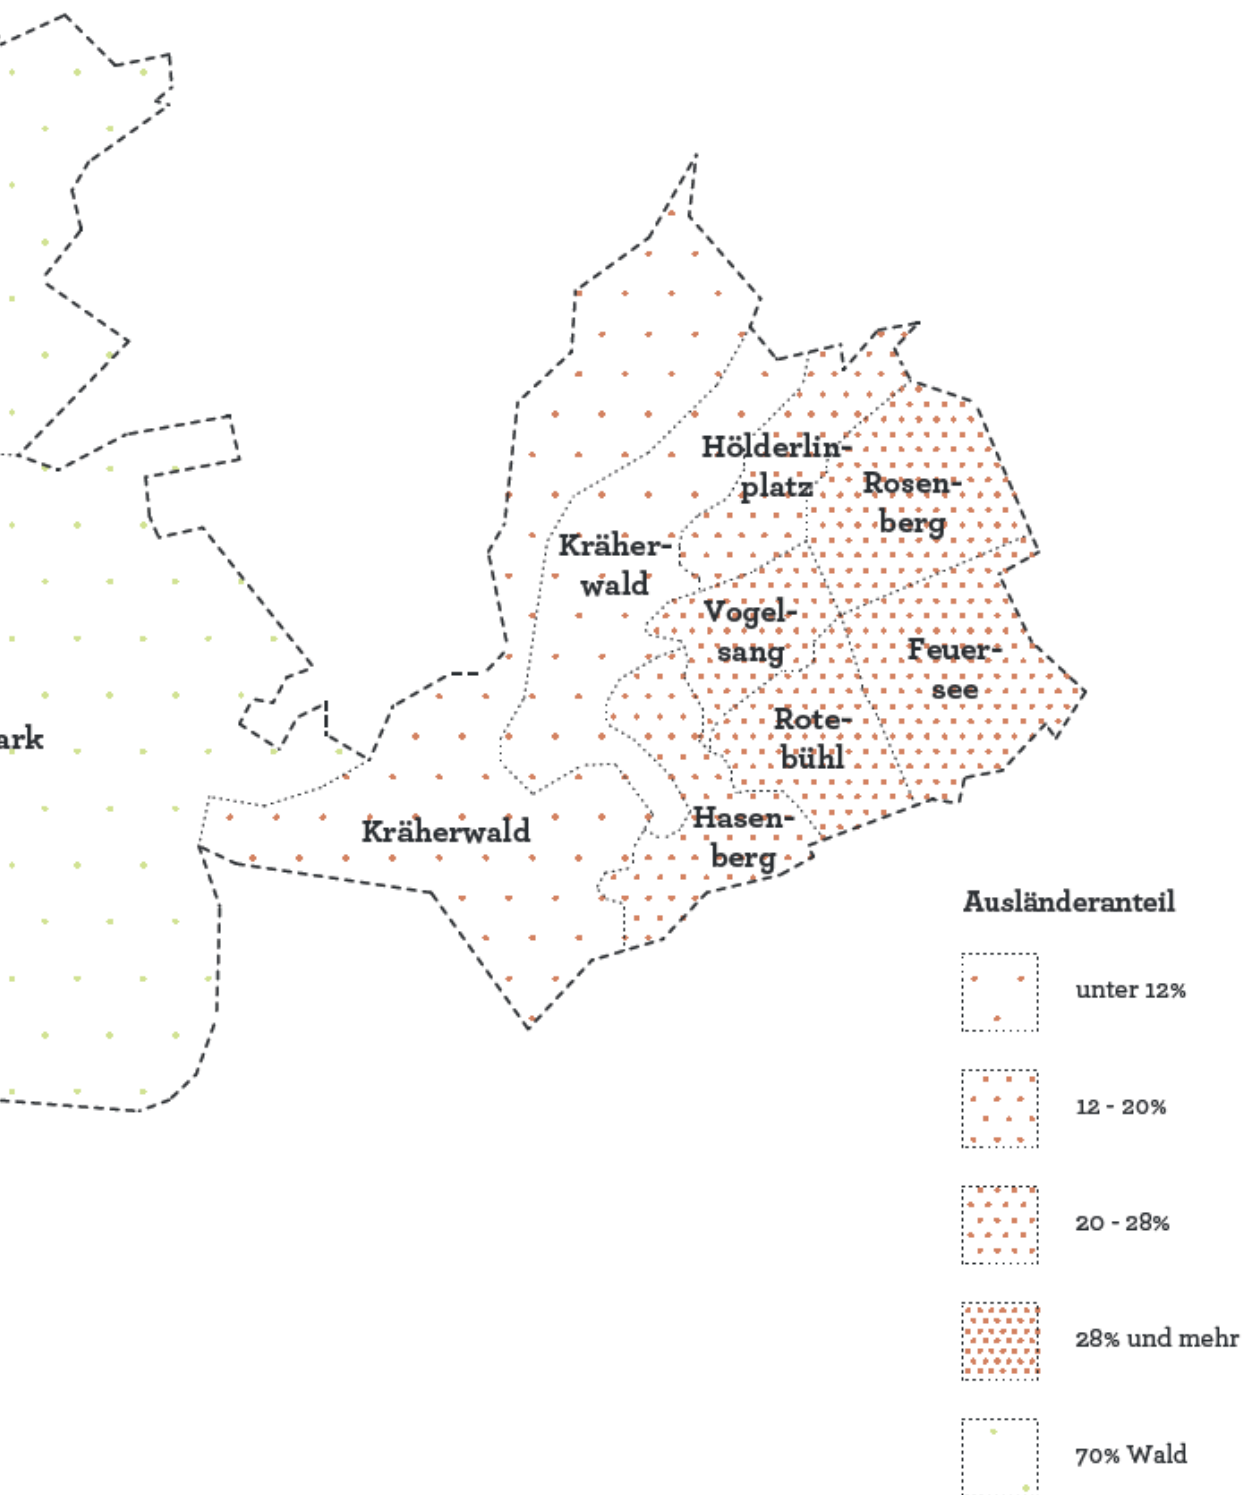 Hölderlin-
platz
Rosen-
berg
Kräher-
wald
Vogel-
sang
Feuer-
see
Rote-
bühl
ark
Kräherwald
Hasen-
berg
Ausländeranteil
unter 12%
12 - 20%
20 - 28%
28% und mehr
70% Wald